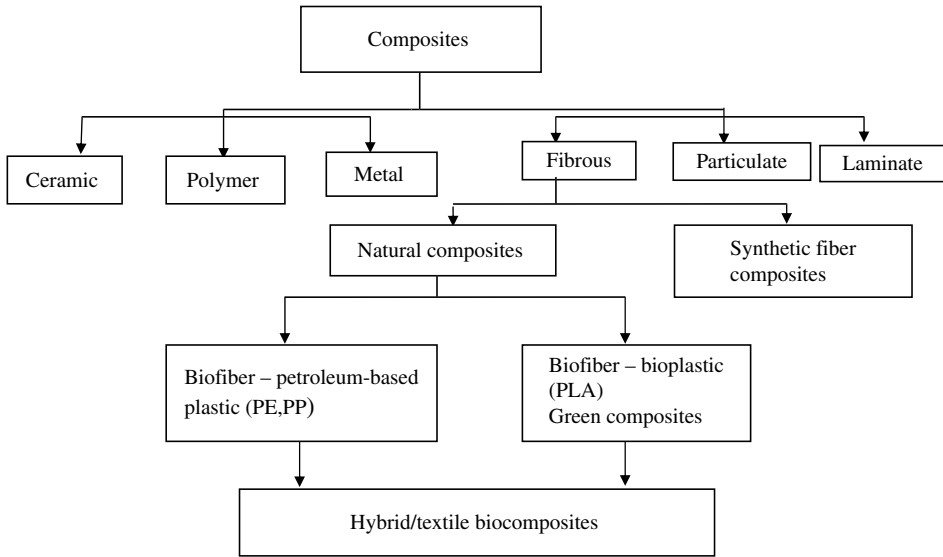 Composites
Ceramic
Polymer
Metal
Fibrous
Particulate
Laminate
Natural composites
Synthetic fiber
composites
Biofiber – petroleum-based
plastic (PE,PP)
Biofiber – bioplastic
(PLA)
Green composites
Hybrid/textile biocomposites